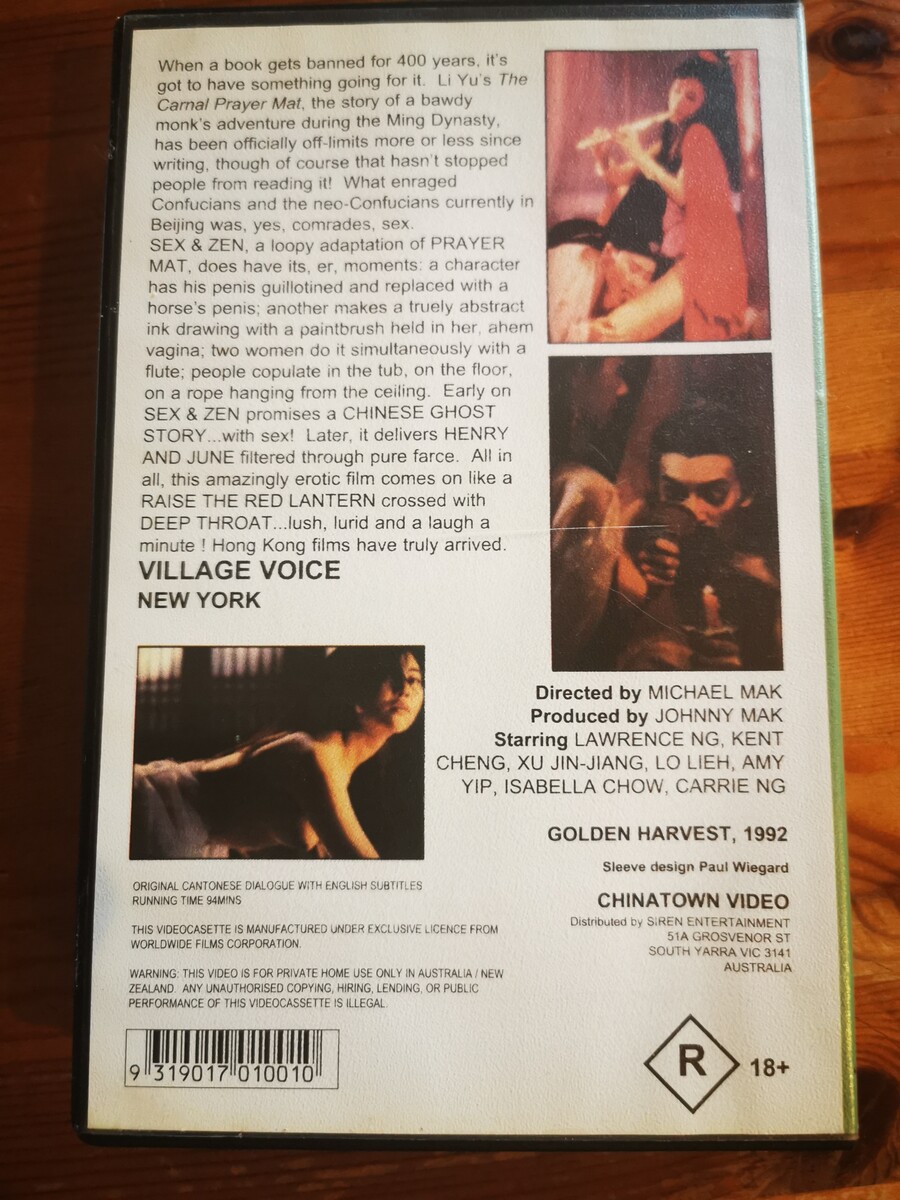 When a book gets banned for 400 years, it's
got to have something going for it. Li Yu's The
Carnal Prayer Mat, the story of a bawdy
monk's adventure during the Ming Dynasty,
has been officially off-limits more or less since
writing, though of course that hasn't stopped
people from reading it! What enraged
Confucians and the neo-Confucians currently in
Beijing was, yes, comrades, sex.
SEX & ZEN, a loopy adaptation of PRAYER
MAT, does have its, er, moments: a character
has his penis guillotined and replaced with a
horse's penis; another makes a truely abstract
ink drawing with a paintbrush held in her, ahem
vagina; two women do it simultaneously with a
flute; people copulate in the tub, on the floor,
on a rope hanging from the ceiling. Early on
SEX & ZEN promises a CHINESE GHOST
STORY...with sex! Later, it delivers HENRY
AND JUNE filtered through pure farce. All in
all, this amazingly erotic film comes on like a
RAISE THE RED LANTERN crossed with
DEEP THROAT...lush, lurid and a laugh a
minute ! Hong Kong films have truly arrived.
VILLAGE VOICE
NEW YORK
Directed by MICHAEL MAK
Produced by JOHNNY MAK
Starring LAWRENCE NG, KENT
CHENG, XU JIN-JIANG, LO LIEH, AMY
YIP, ISABELLA CHOW, CARRIE NG
GOLDEN HARVEST, 1992
Sleeve design Paul Wiegard
CHINATOWN VIDEO
Distributed by SIREN ENTERTAINMENT
51A GROSVENOR ST
SOUTH YARRA VIC 3141
AUSTRALIA
ORIGINAL CANTONESE DIALOGUE WITH ENGLISH SUBTITLES
RUNNING TIME 94MINS
THIS VIDEOCASETTE IS MANUFACTURED UNDER EXCLUSIVE LICENCE FROM
WORLDWIDE FILMS CORPORATION.
WARNING: THIS VIDEO IS FOR PRIVATE HOME USE ONLY IN AUSTRALIA / NEW
ZEALAND. ANY UNAUTHORISED COPYING, HIRING, LENDING, OR PUBLIC
PERFORMANCE OF THIS VIDEOCASSETTE IS ILLEGAL.
9 319017 010010
R 18+